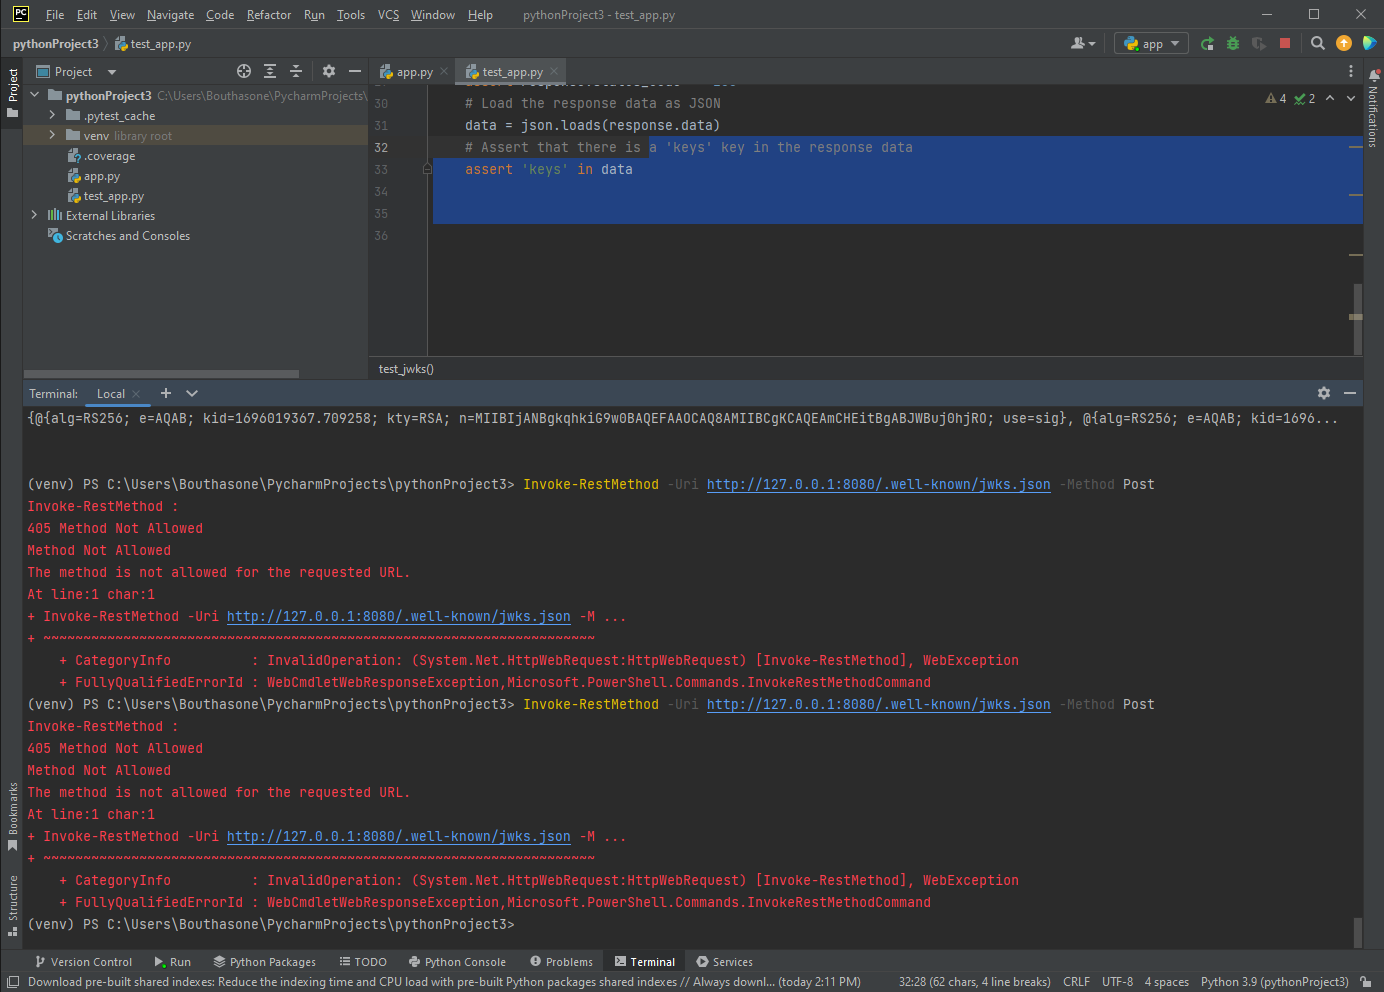 PC File Edit View Navigate Code Refactor Run Tools VCS Window Help pythonProject3 - test_app.py
pythonProject3 test_app.py app
Project Project app.py test_app.py Notifications
pythonProject3 C:\Users\Bouthasone\PycharmProjects\
.pytest_cache
venv library root
.coverage
app.py
test_app.py
External Libraries
Scratches and Consoles
4 2
30 # Load the response data as JSON
31 data = json.loads(response.data)
32 # Assert that there is a 'keys' key in the response data
33 assert 'keys' in data
34
35
36
test_jwks()
Terminal: Local
{@{alg=RS256; e=AQAB; kid=1696019367.709258; kty=RSA; n=MIIBIjANBgkqhkiG9w0BAQEFAAOCAQ8AMIIBCgKCAQEAmCHEitBgABJWBuj0hjRO; use=sig}, @{alg=RS256; e=AQAB; kid=1696...
(venv) PS C:\Users\Bouthasone\PycharmProjects\pythonProject3> Invoke-RestMethod -Uri http://127.0.0.1:8080/.well-known/jwks.json -Method Post
Invoke-RestMethod :
405 Method Not Allowed
Method Not Allowed
The method is not allowed for the requested URL.
At line:1 char:1
+ Invoke-RestMethod -Uri http://127.0.0.1:8080/.well-known/jwks.json -M ...
+ ~~~~~~~~~~~~~~~~~~~~~~~~~~~~~~~~~~~~~~~~~~~~~~~~~~~~~~~~~~~~~~~~~~~~~
+ CategoryInfo : InvalidOperation: (System.Net.HttpWebRequest:HttpWebRequest) [Invoke-RestMethod], WebException
+ FullyQualifiedErrorId : WebCmdletWebResponseException,Microsoft.PowerShell.Commands.InvokeRestMethodCommand
(venv) PS C:\Users\Bouthasone\PycharmProjects\pythonProject3> Invoke-RestMethod -Uri http://127.0.0.1:8080/.well-known/jwks.json -Method Post
Invoke-RestMethod :
405 Method Not Allowed
Method Not Allowed
The method is not allowed for the requested URL.
At line:1 char:1
+ Invoke-RestMethod -Uri http://127.0.0.1:8080/.well-known/jwks.json -M ...
+ ~~~~~~~~~~~~~~~~~~~~~~~~~~~~~~~~~~~~~~~~~~~~~~~~~~~~~~~~~~~~~~~~~~~~~
+ CategoryInfo : InvalidOperation: (System.Net.HttpWebRequest:HttpWebRequest) [Invoke-RestMethod], WebException
+ FullyQualifiedErrorId : WebCmdletWebResponseException,Microsoft.PowerShell.Commands.InvokeRestMethodCommand
(venv) PS C:\Users\Bouthasone\PycharmProjects\pythonProject3>
Bookmarks
Structure
Version Control Run Python Packages TODO Python Console Problems Terminal Services
Download pre-built shared indexes: Reduce the indexing time and CPU load with pre-built Python packages shared indexes // Always downl... (today 2:11 PM) 32:28 (62 chars, 4 line breaks) CRLF UTF-8 4 spaces Python 3.9 (pythonProject3)